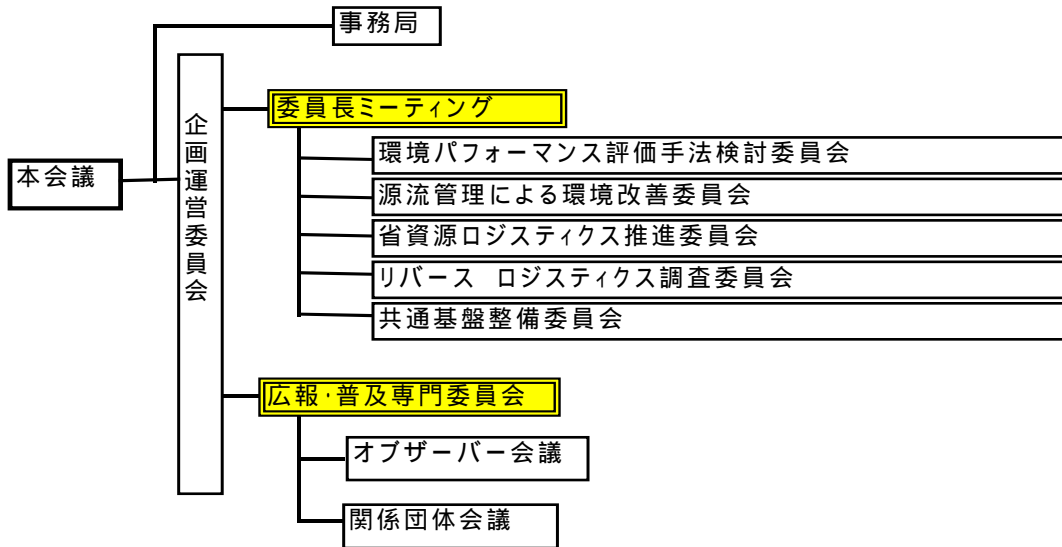 事務局
本会議
企画運営委員会
委員長ミーティング
環境パフォーマンス評価手法検討委員会
源流管理による環境改善委員会
省資源ロジスティクス推進委員会
リバース　ロジスティクス調査委員会
共通基盤整備委員会
広報・普及専門委員会
オブザーバー会議
関係団体会議